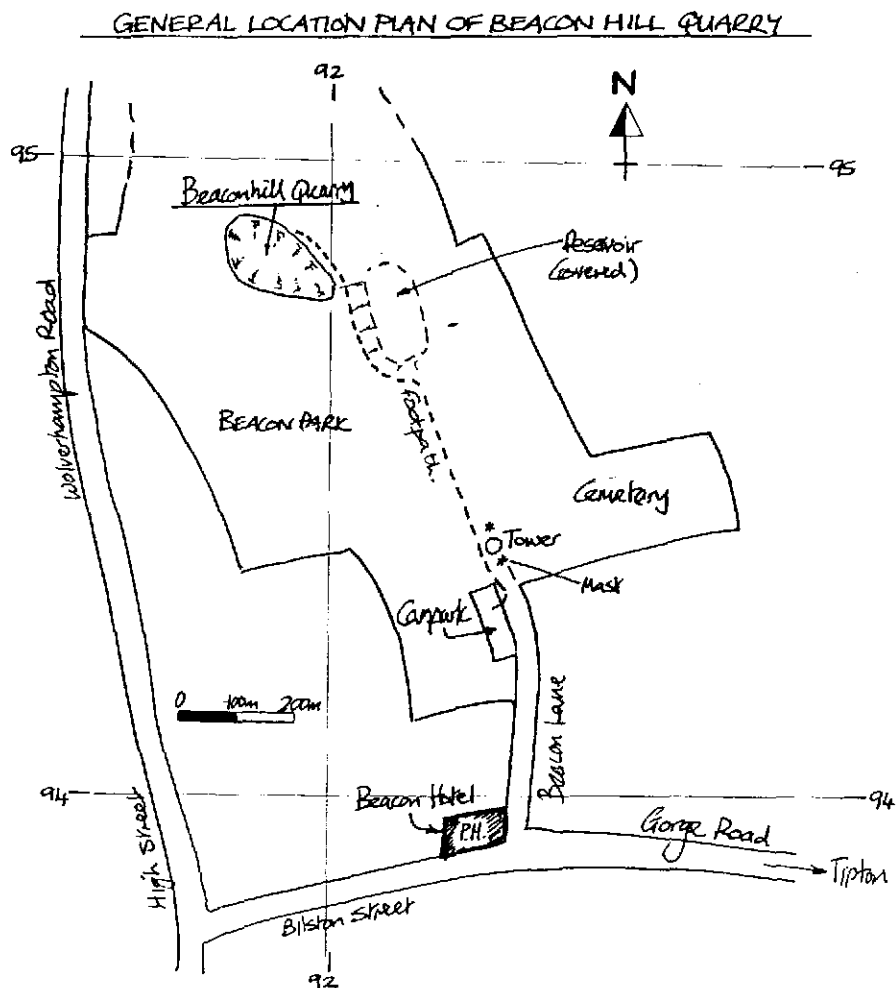 GENERAL LOCATION PLAN OF BEACON HILL QUARRY
92
N
95
95
Beaconhill Quarry
Resevoir
(covered)
Wolverhampton Road
BEACON PARK
footpath.
Cemetary
Tower
Mast
Carpark
0 100m 200m
Beacon Lane
94
94
Beacon Hotel
P.H.
Gorge Road
High Street
Tipton
Bilston Street
92